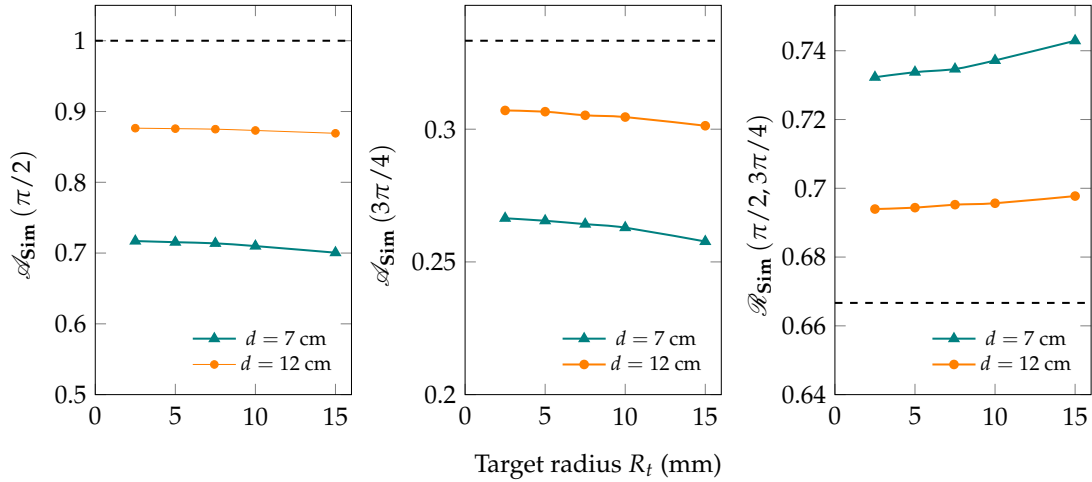 1
0.9
0.8
0.7
0.6
0.5
0
5
10
15
𝒜Sim (π/2)
d = 7 cm
d = 12 cm
0.3
0.25
0.2
0
5
10
15
𝒜Sim (3π/4)
d = 7 cm
d = 12 cm
Target radius Rt (mm)
0.74
0.72
0.7
0.68
0.66
0.64
0
5
10
15
ℛSim (π/2, 3π/4)
d = 7 cm
d = 12 cm